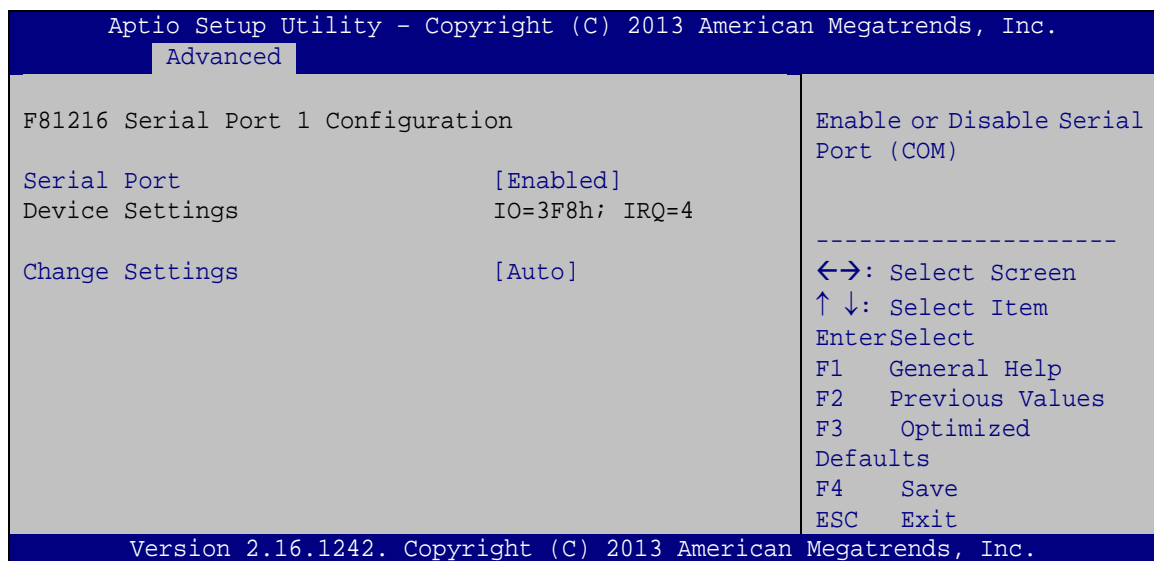 Aptio Setup Utility – Copyright (C) 2013 American Megatrends, Inc.
Advanced
F81216 Serial Port 1 Configuration
Serial Port [Enabled]
Device Settings IO=3F8h; IRQ=4
Change Settings [Auto]
Enable or Disable Serial
Port (COM)
---------------------
←→: Select Screen
↑ ↓: Select Item
EnterSelect
F1 General Help
F2 Previous Values
F3 Optimized
Defaults
F4 Save
ESC Exit
Version 2.16.1242. Copyright (C) 2013 American Megatrends, Inc.